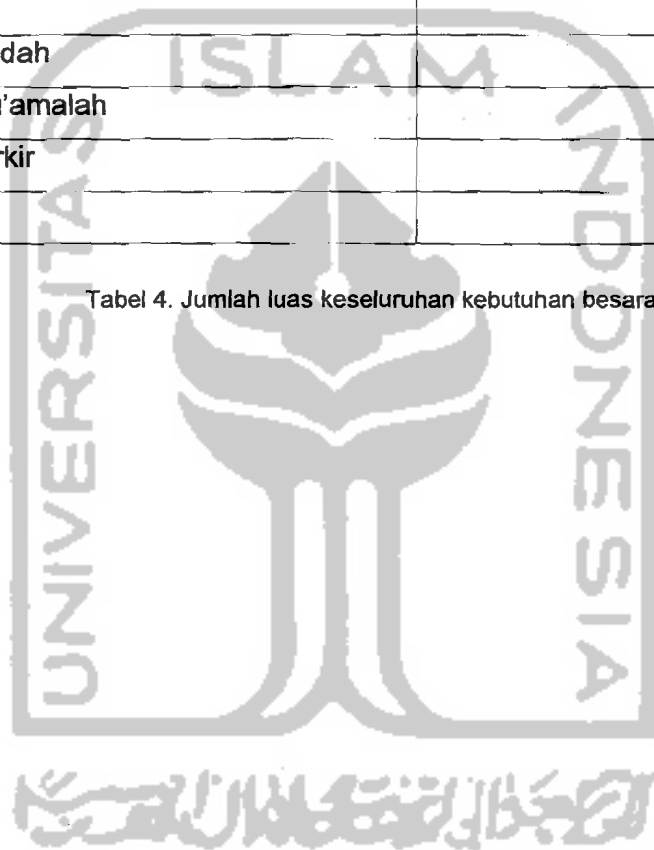 dah
'amalah
rkir
Tabel 4. Jumlah luas keseluruhan kebutuhan besara
ISLAM
UNIVERSITAS
INDONESIA